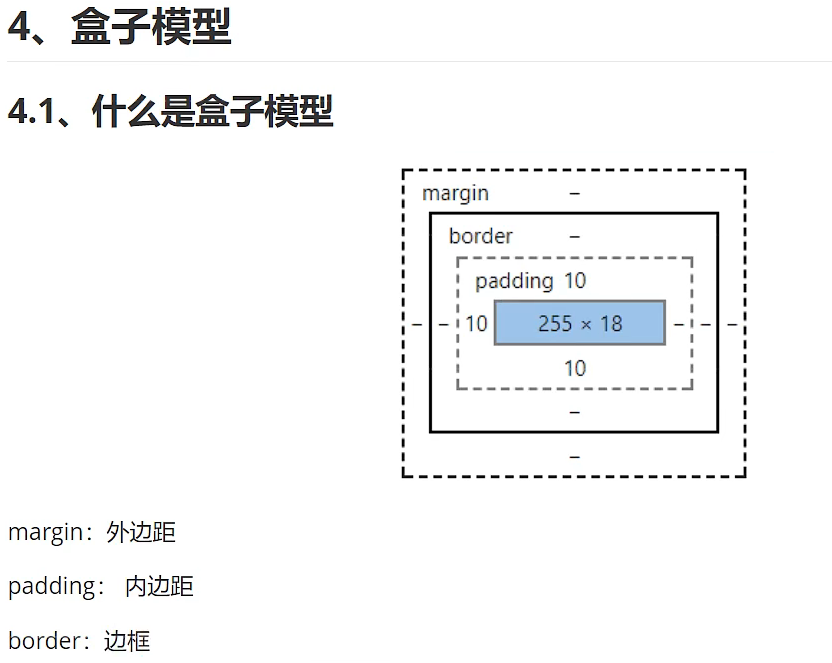 4、盒子模型
4.1、什么是盒子模型
margin –
border –
padding 10
– – 10 255 × 18 – – –
10
–
–
margin：外边距
padding： 内边距
border：边框